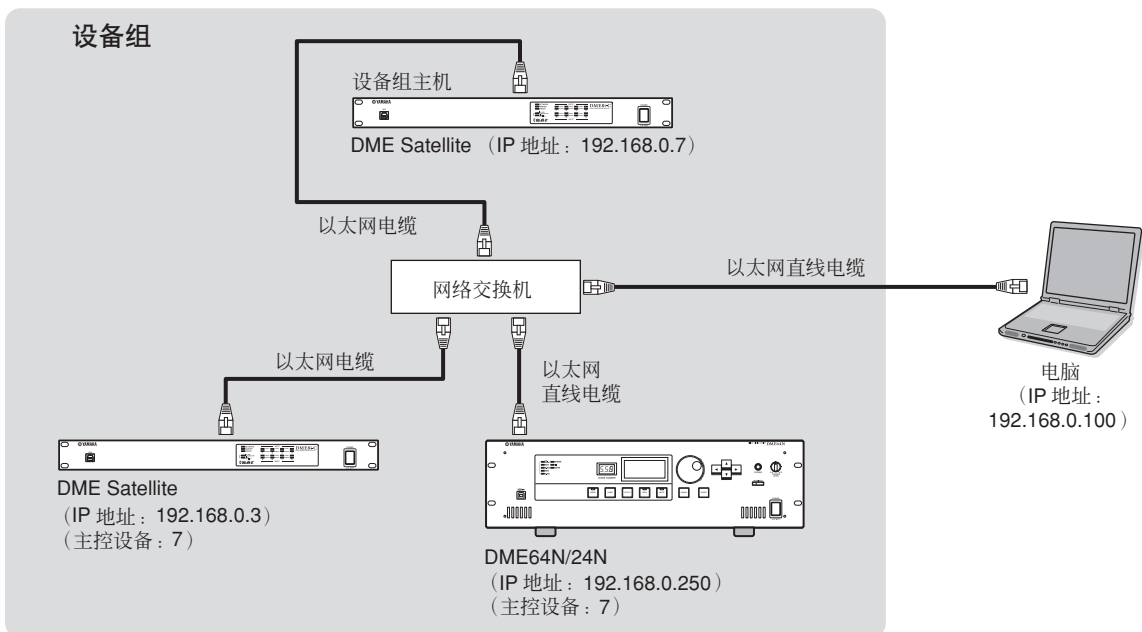 设备组
设备组主机
YAMAHA
DME Satellite （IP 地址：192.168.0.7）
以太网电缆
网络交换机
以太网直线电缆
以太网电缆
以太网
直线电缆
电脑
（IP 地址：
192.168.0.100）
YAMAHA
DME Satellite
（IP 地址：192.168.0.3）
（主控设备：7）
YAMAHA
DME64N
DME64N/24N
（IP 地址：192.168.0.250）
（主控设备：7）